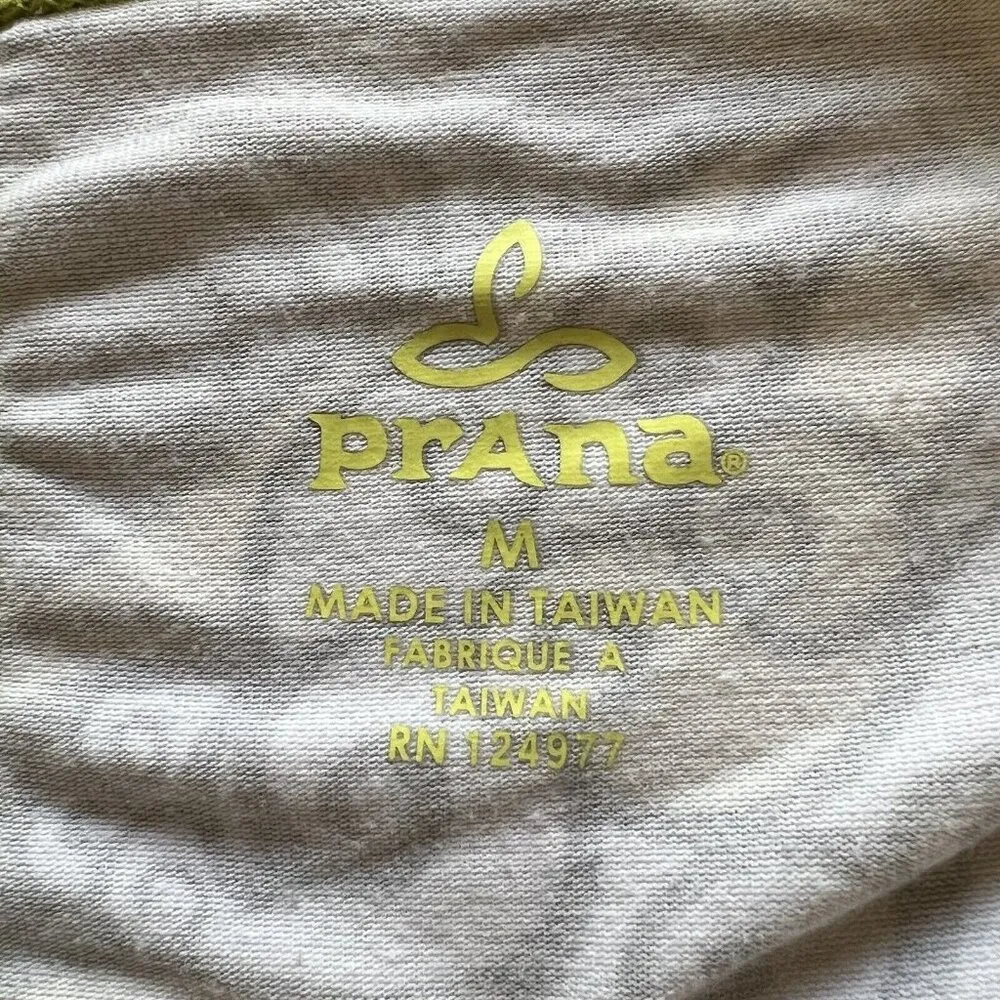 prAna®
M
MADE IN TAIWAN
FABRIQUE A
TAIWAN
RN 124977